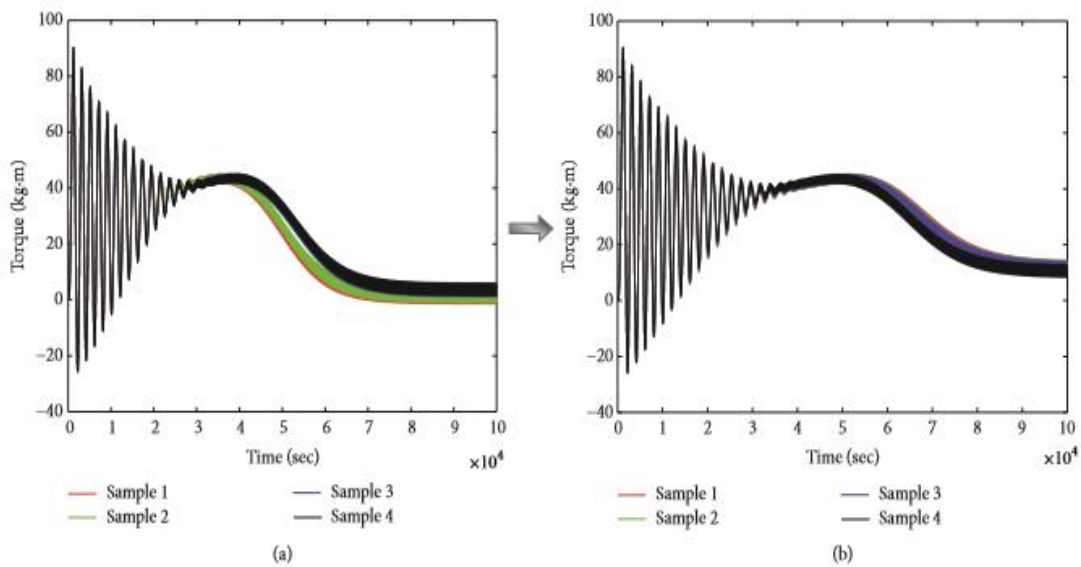 100
80
60
40
20
0
−20
−40
Torque (kg·m)
0 1 2 3 4 5 6 7 8 9 10
Time (sec)
×10⁴
Sample 1
Sample 2
Sample 3
Sample 4
(a)
100
80
60
40
20
0
−20
−40
Torque (kg·m)
0 1 2 3 4 5 6 7 8 9 10
Time (sec)
×10⁴
Sample 1
Sample 2
Sample 3
Sample 4
(b)